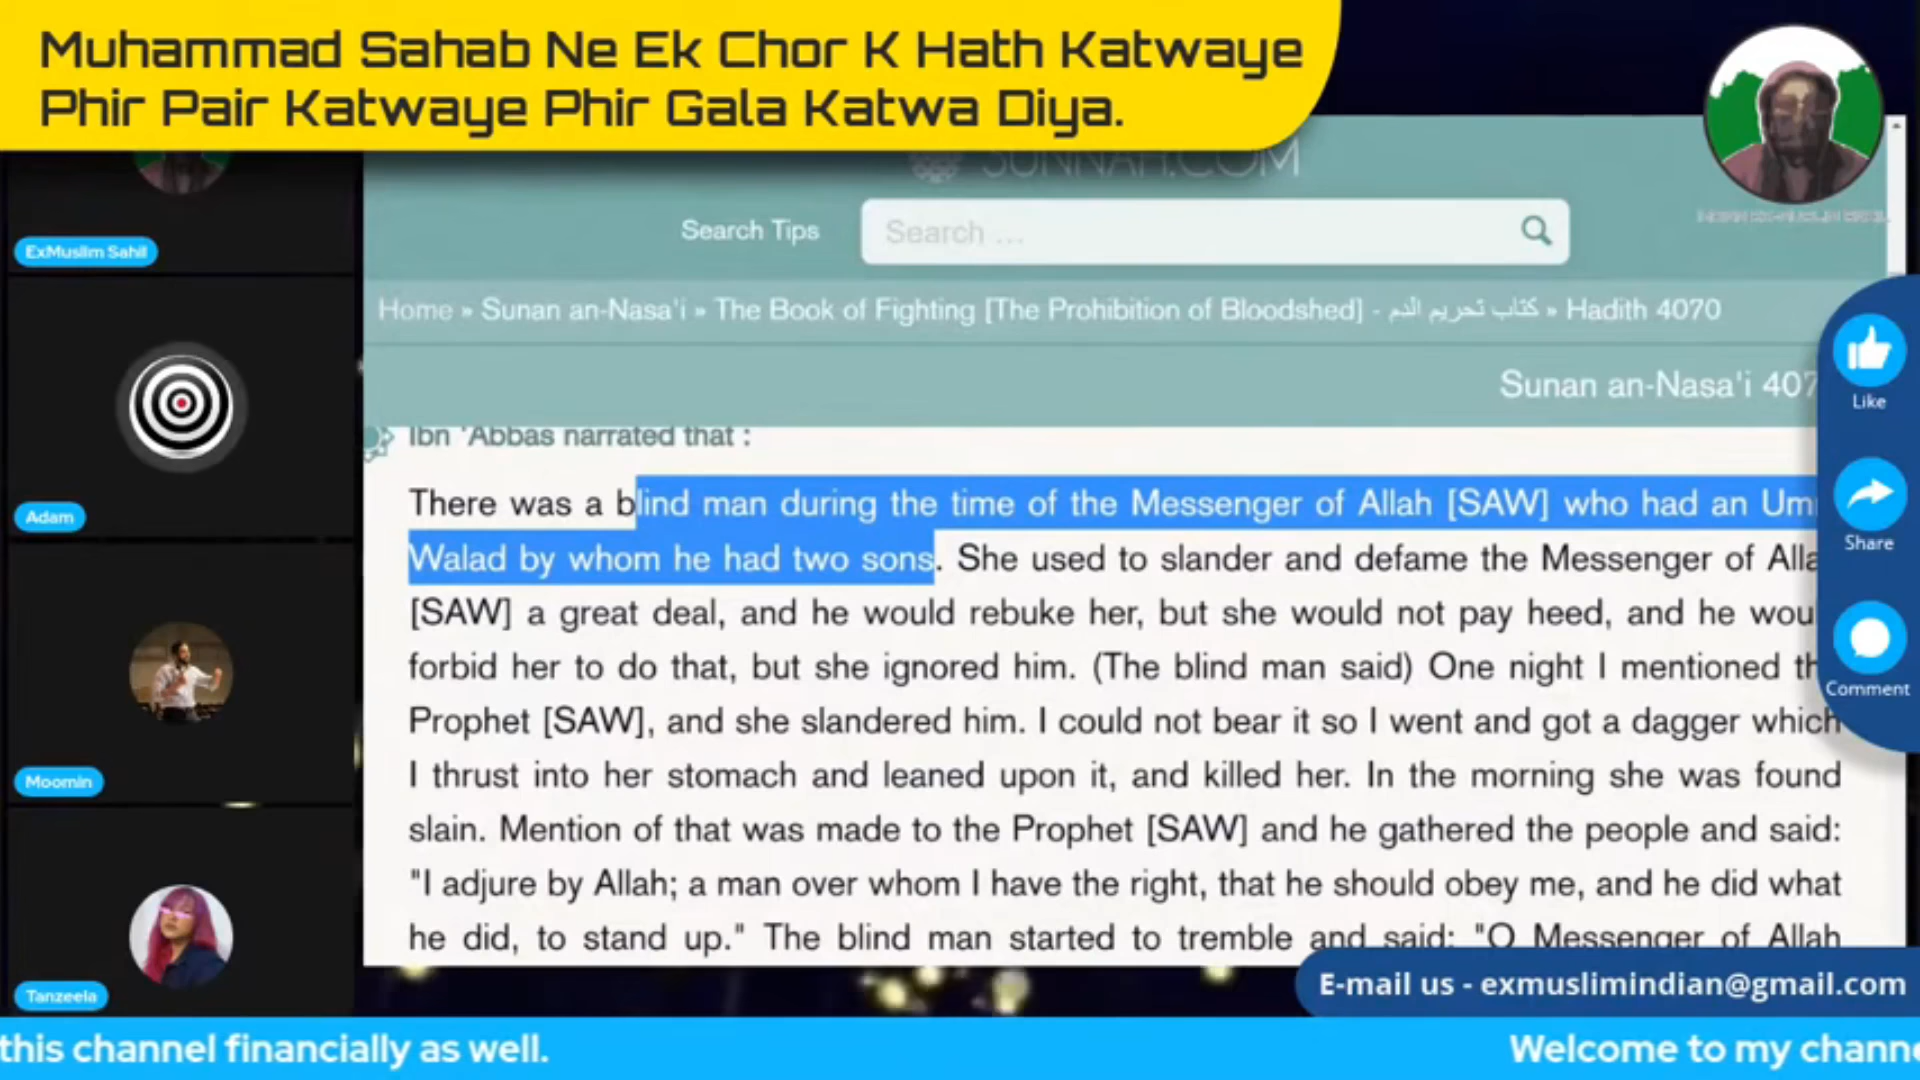 Muhammad Sahab Ne Ek Chor K Hath Katwaye
Phir Pair Katwaye Phir Gala Katwa Diya.
SUNNAH.COM
Search Tips
Search ...
Home » Sunan an-Nasa'i » The Book of Fighting [The Prohibition of Bloodshed] - كتاب تحريم الدم » Hadith 4070
Sunan an-Nasa'i 407
Ibn 'Abbas narrated that :
There was a blind man during the time of the Messenger of Allah [SAW] who had an Um
Walad by whom he had two sons. She used to slander and defame the Messenger of Alla
[SAW] a great deal, and he would rebuke her, but she would not pay heed, and he wou
forbid her to do that, but she ignored him. (The blind man said) One night I mentioned th
Prophet [SAW], and she slandered him. I could not bear it so I went and got a dagger which
I thrust into her stomach and leaned upon it, and killed her. In the morning she was found
slain. Mention of that was made to the Prophet [SAW] and he gathered the people and said:
"I adjure by Allah; a man over whom I have the right, that he should obey me, and he did what
he did, to stand up." The blind man started to tremble and said: "O Messenger of Allah
ExMuslim Sahil
Adam
Moomin
Tanzeela
Like
Share
Comment
E-mail us - exmuslimindian@gmail.com
this channel financially as well.
Welcome to my channe